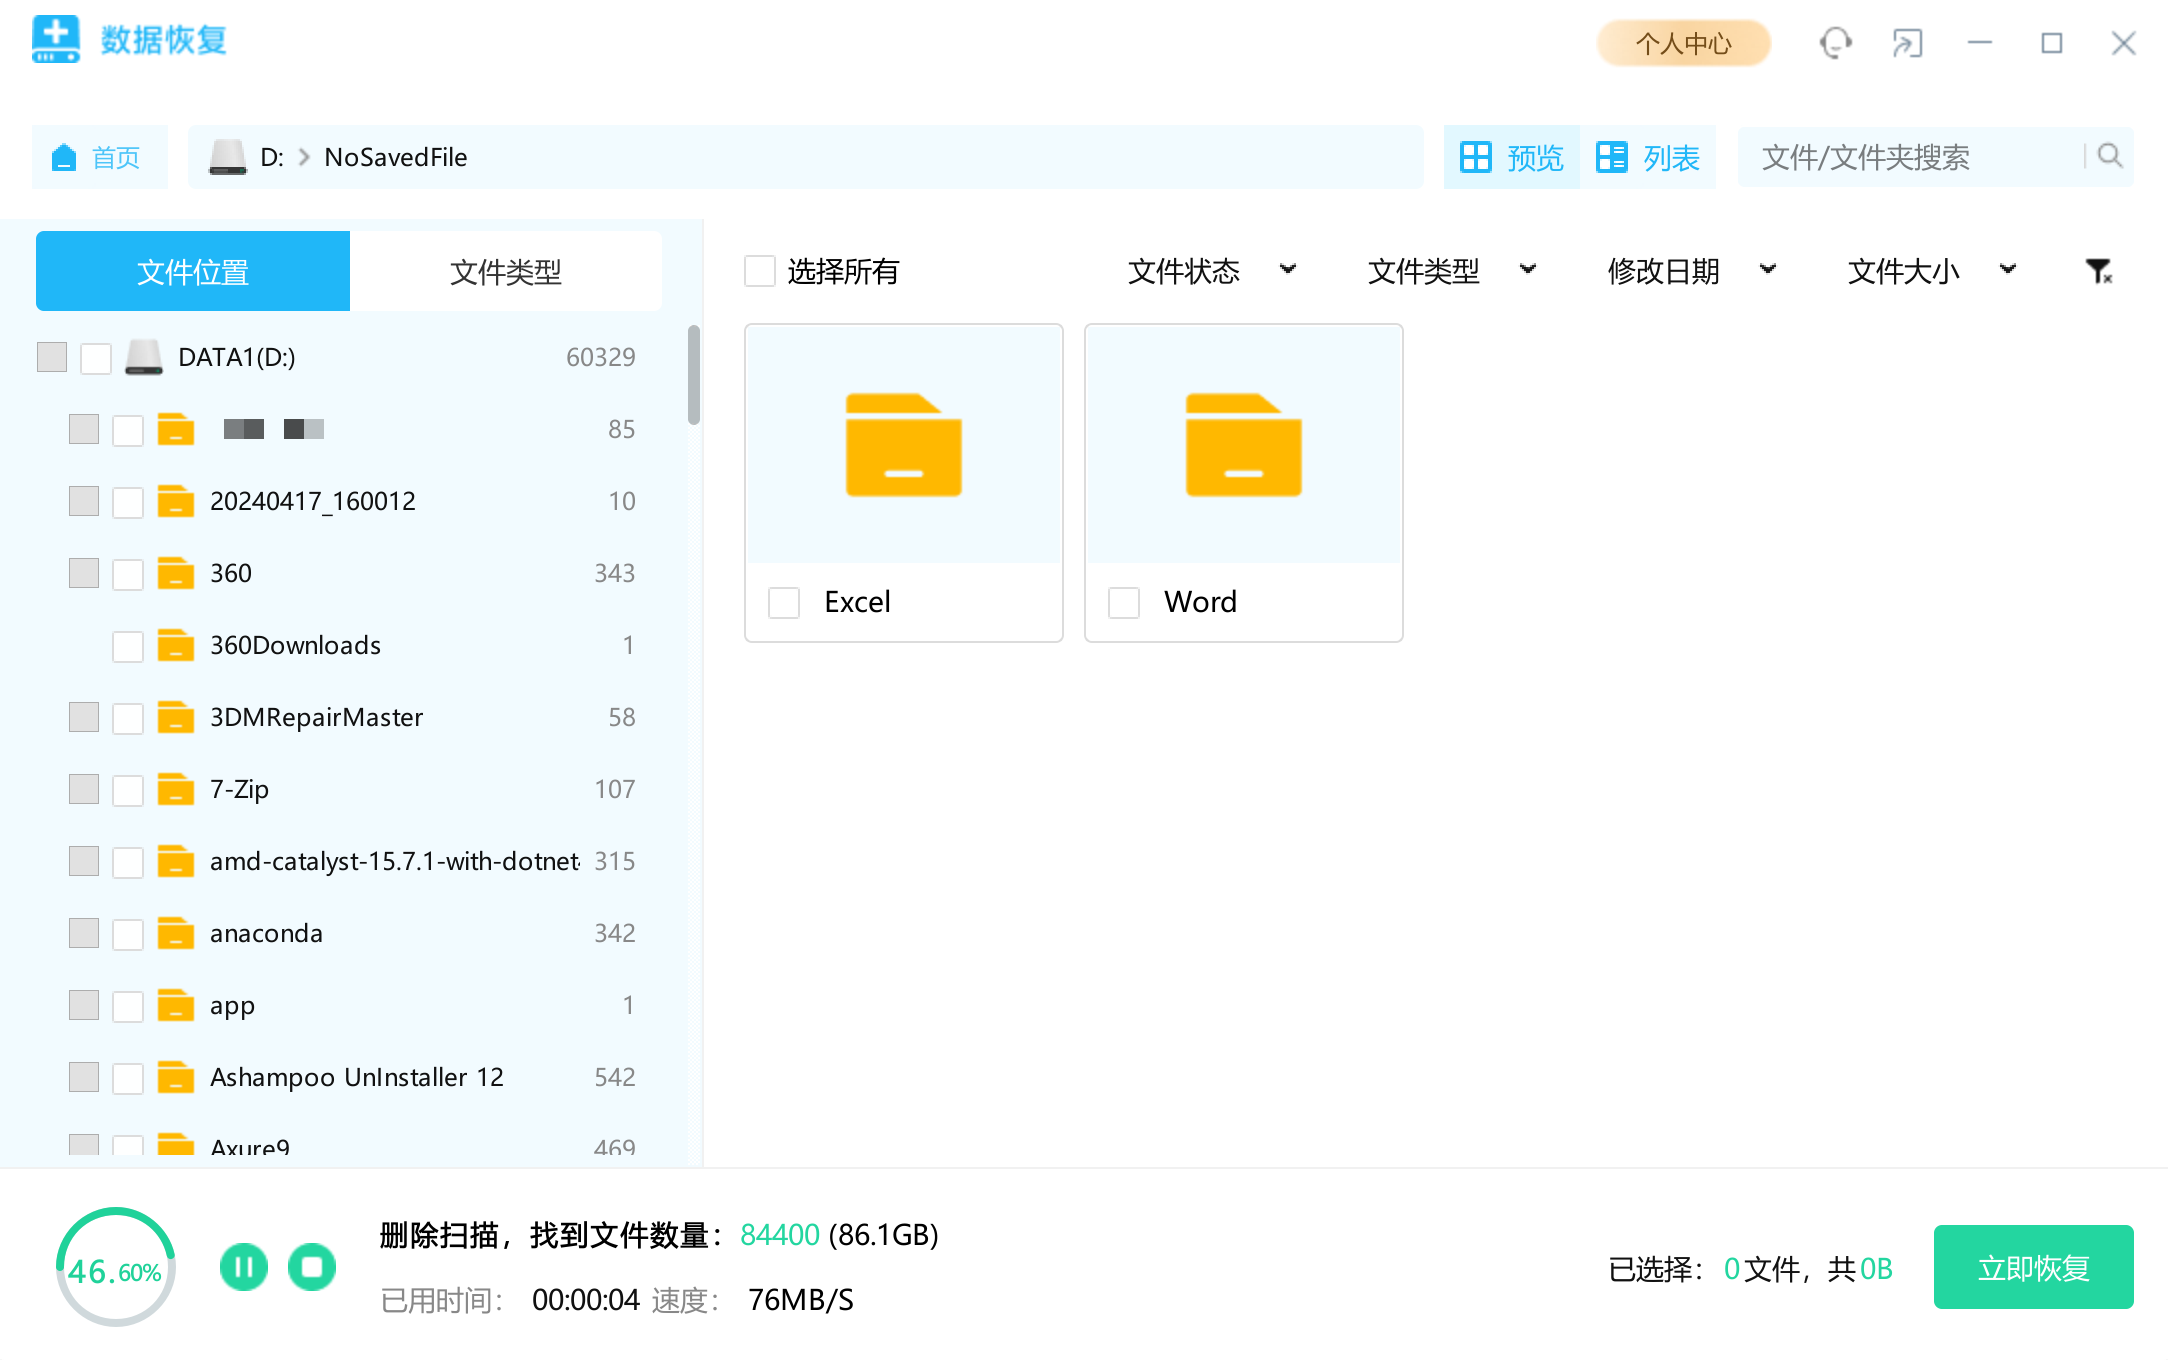 数据恢复
个人中心
首页
D: NoSavedFile
预览
列表
文件/文件夹搜索
文件位置
文件类型
选择所有
文件状态
文件类型
修改日期
文件大小
DATA1(D:) 60329
85
20240417_160012 10
360 343
360Downloads 1
3DMRepairMaster 58
7-Zip 107
amd-catalyst-15.7.1-with-dotnet 315
anaconda 342
app 1
Ashampoo UnInstaller 12 542
Axure9 469
Excel
Word
46.60%
删除扫描，找到文件数量：84400 (86.1GB)
已用时间： 00:00:04 速度： 76MB/S
已选择： 0文件，共0B
立即恢复